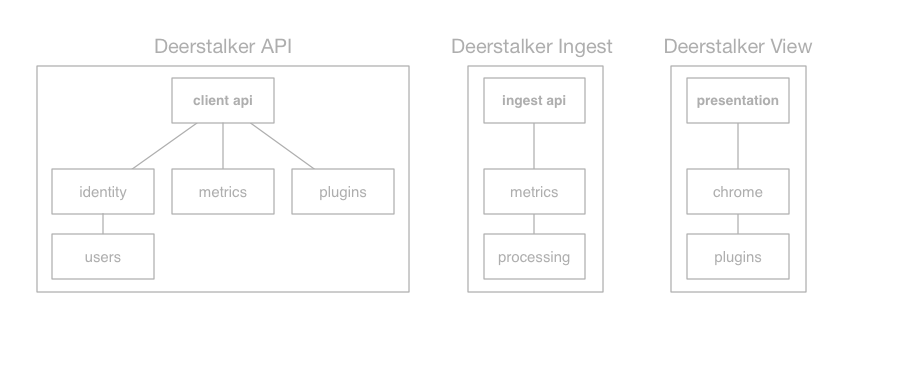 Deerstalker API
client api
identity
metrics
plugins
users
Deerstalker Ingest
ingest api
metrics
processing
Deerstalker View
presentation
chrome
plugins